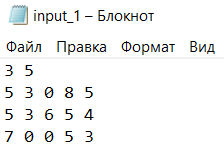 input_1 – Блокнот
Файл Правка Формат Вид
3 5
5 3 0 8 5
5 3 6 5 4
7 0 0 5 3